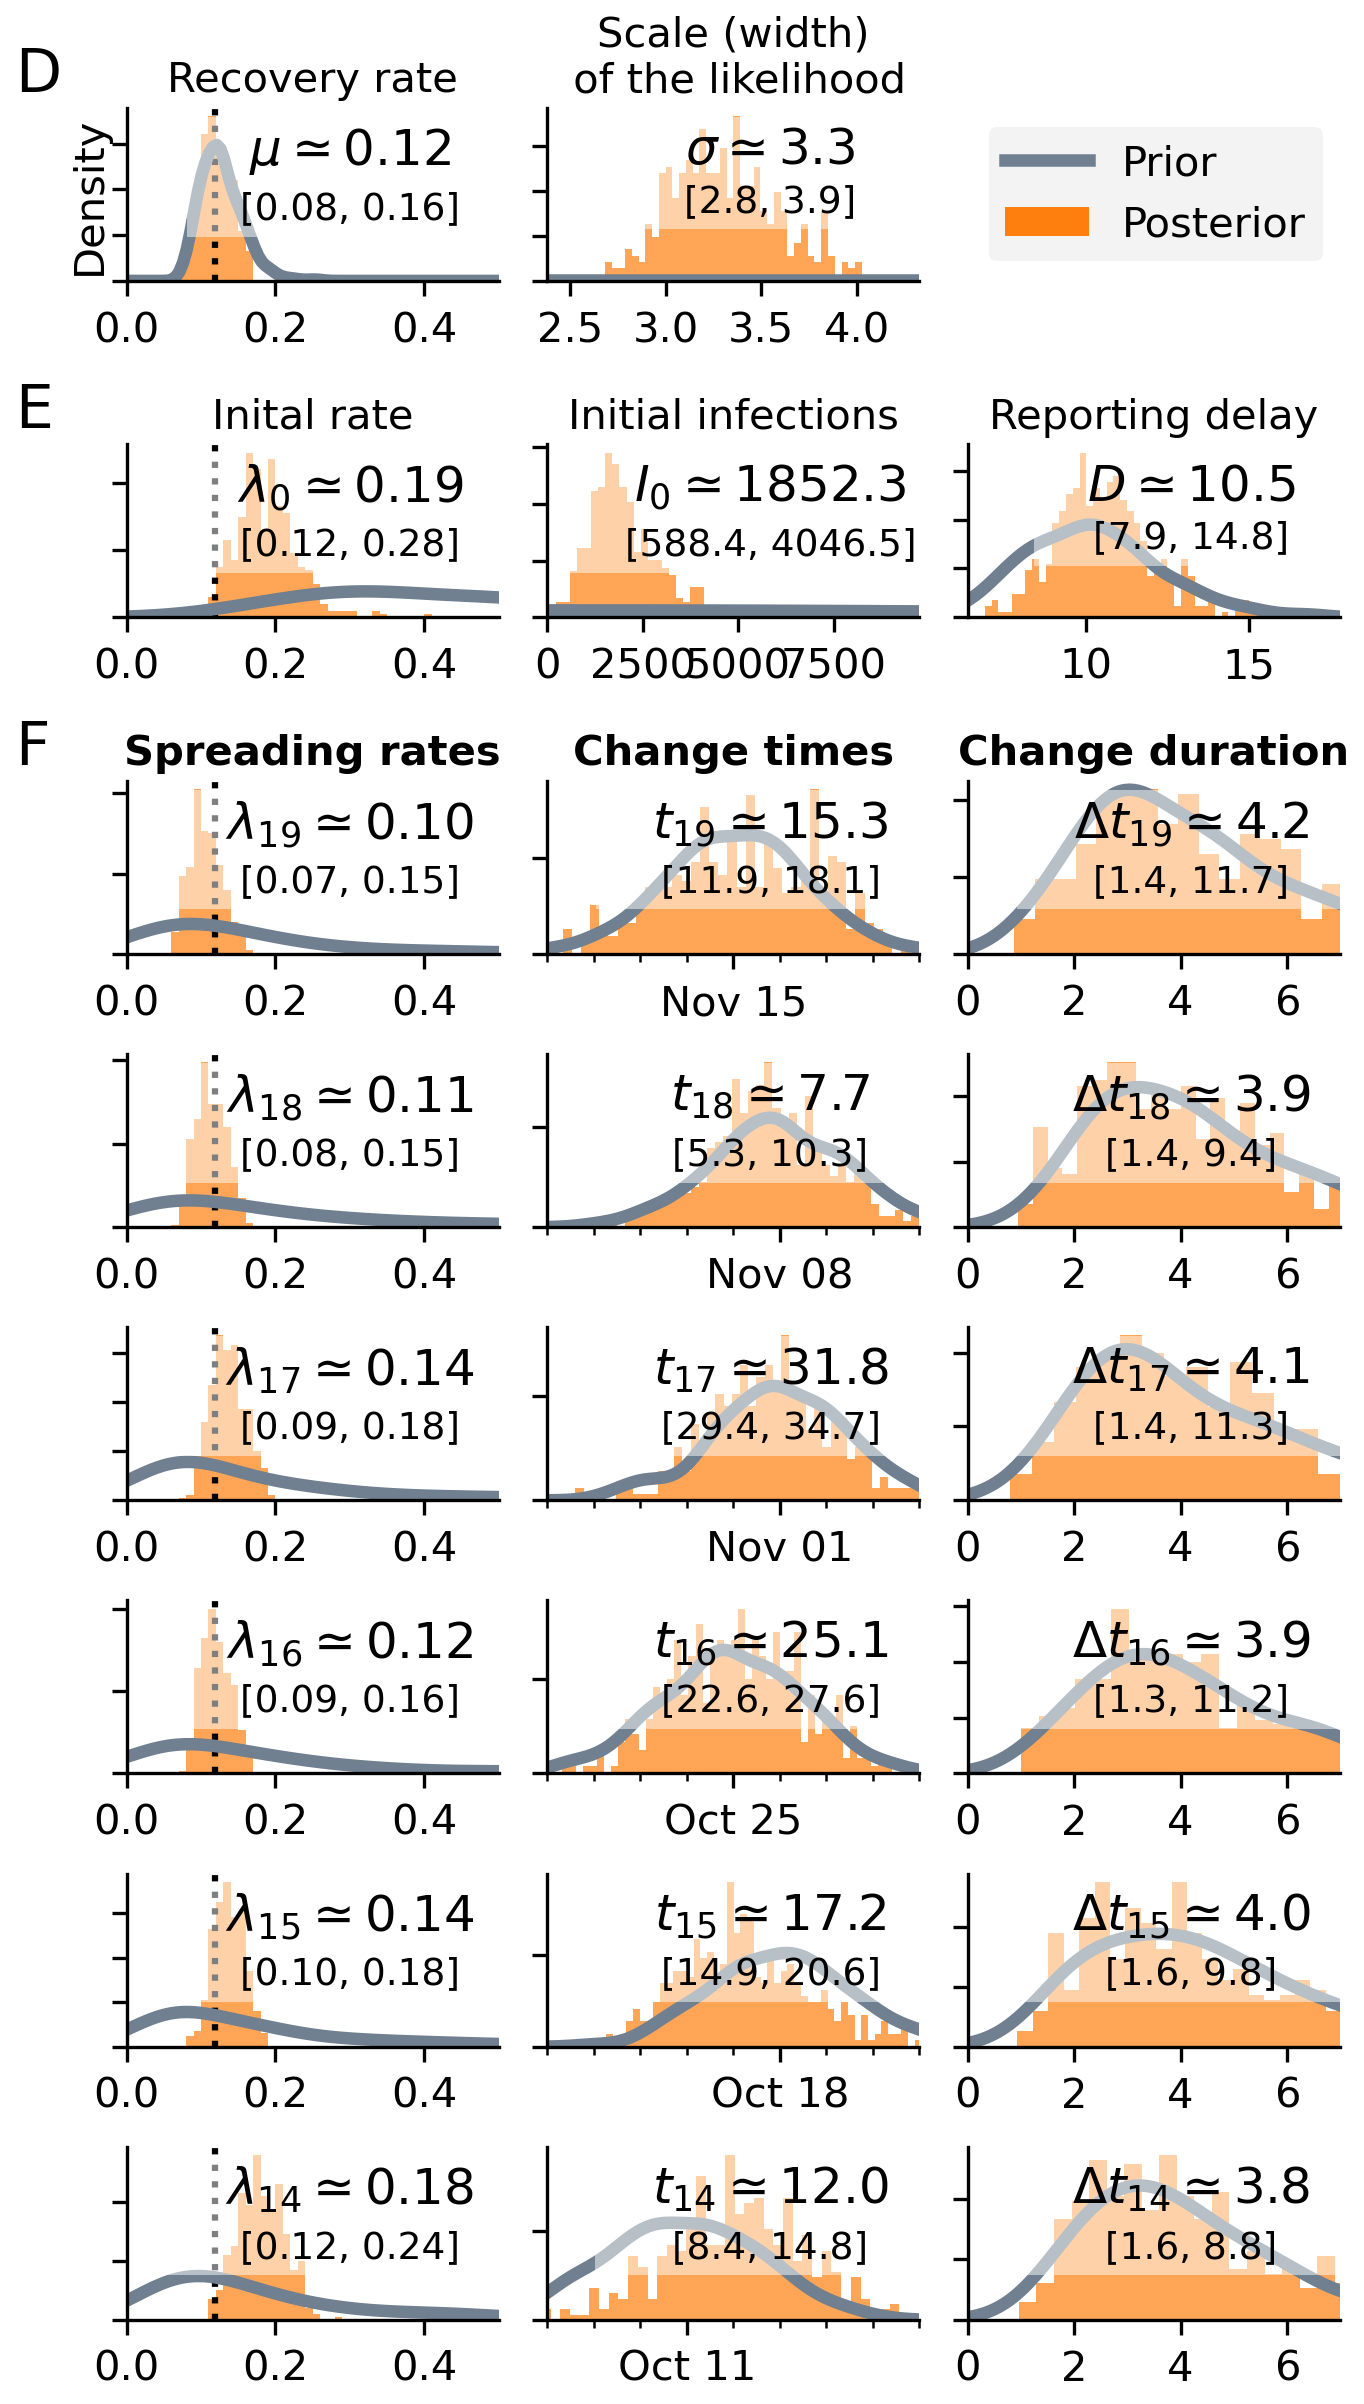 D
Recovery rate
Scale (width)
of the likelihood
Density
μ ≃ 0.12
[0.08, 0.16]
0.0 0.2 0.4
σ ≃ 3.3
[2.8, 3.9]
2.5 3.0 3.5 4.0
Prior
Posterior
E
Inital rate
λ0 ≃ 0.19
[0.12, 0.28]
0.0 0.2 0.4
Initial infections
I0 ≃ 1852.3
[588.4, 4046.5]
0 2500 5000 7500
Reporting delay
D ≃ 10.5
[7.9, 14.8]
10 15
F
Spreading rates
Change times
Change duration
λ19 ≃ 0.10
[0.07, 0.15]
0.0 0.2 0.4
t19 ≃ 15.3
[11.9, 18.1]
Nov 15
Δt19 ≃ 4.2
[1.4, 11.7]
0 2 4 6
λ18 ≃ 0.11
[0.08, 0.15]
0.0 0.2 0.4
t18 ≃ 7.7
[5.3, 10.3]
Nov 08
Δt18 ≃ 3.9
[1.4, 9.4]
0 2 4 6
λ17 ≃ 0.14
[0.09, 0.18]
0.0 0.2 0.4
t17 ≃ 31.8
[29.4, 34.7]
Nov 01
Δt17 ≃ 4.1
[1.4, 11.3]
0 2 4 6
λ16 ≃ 0.12
[0.09, 0.16]
0.0 0.2 0.4
t16 ≃ 25.1
[22.6, 27.6]
Oct 25
Δt16 ≃ 3.9
[1.3, 11.2]
0 2 4 6
λ15 ≃ 0.14
[0.10, 0.18]
0.0 0.2 0.4
t15 ≃ 17.2
[14.9, 20.6]
Oct 18
Δt15 ≃ 4.0
[1.6, 9.8]
0 2 4 6
λ14 ≃ 0.18
[0.12, 0.24]
0.0 0.2 0.4
t14 ≃ 12.0
[8.4, 14.8]
Oct 11
Δt14 ≃ 3.8
[1.6, 8.8]
0 2 4 6